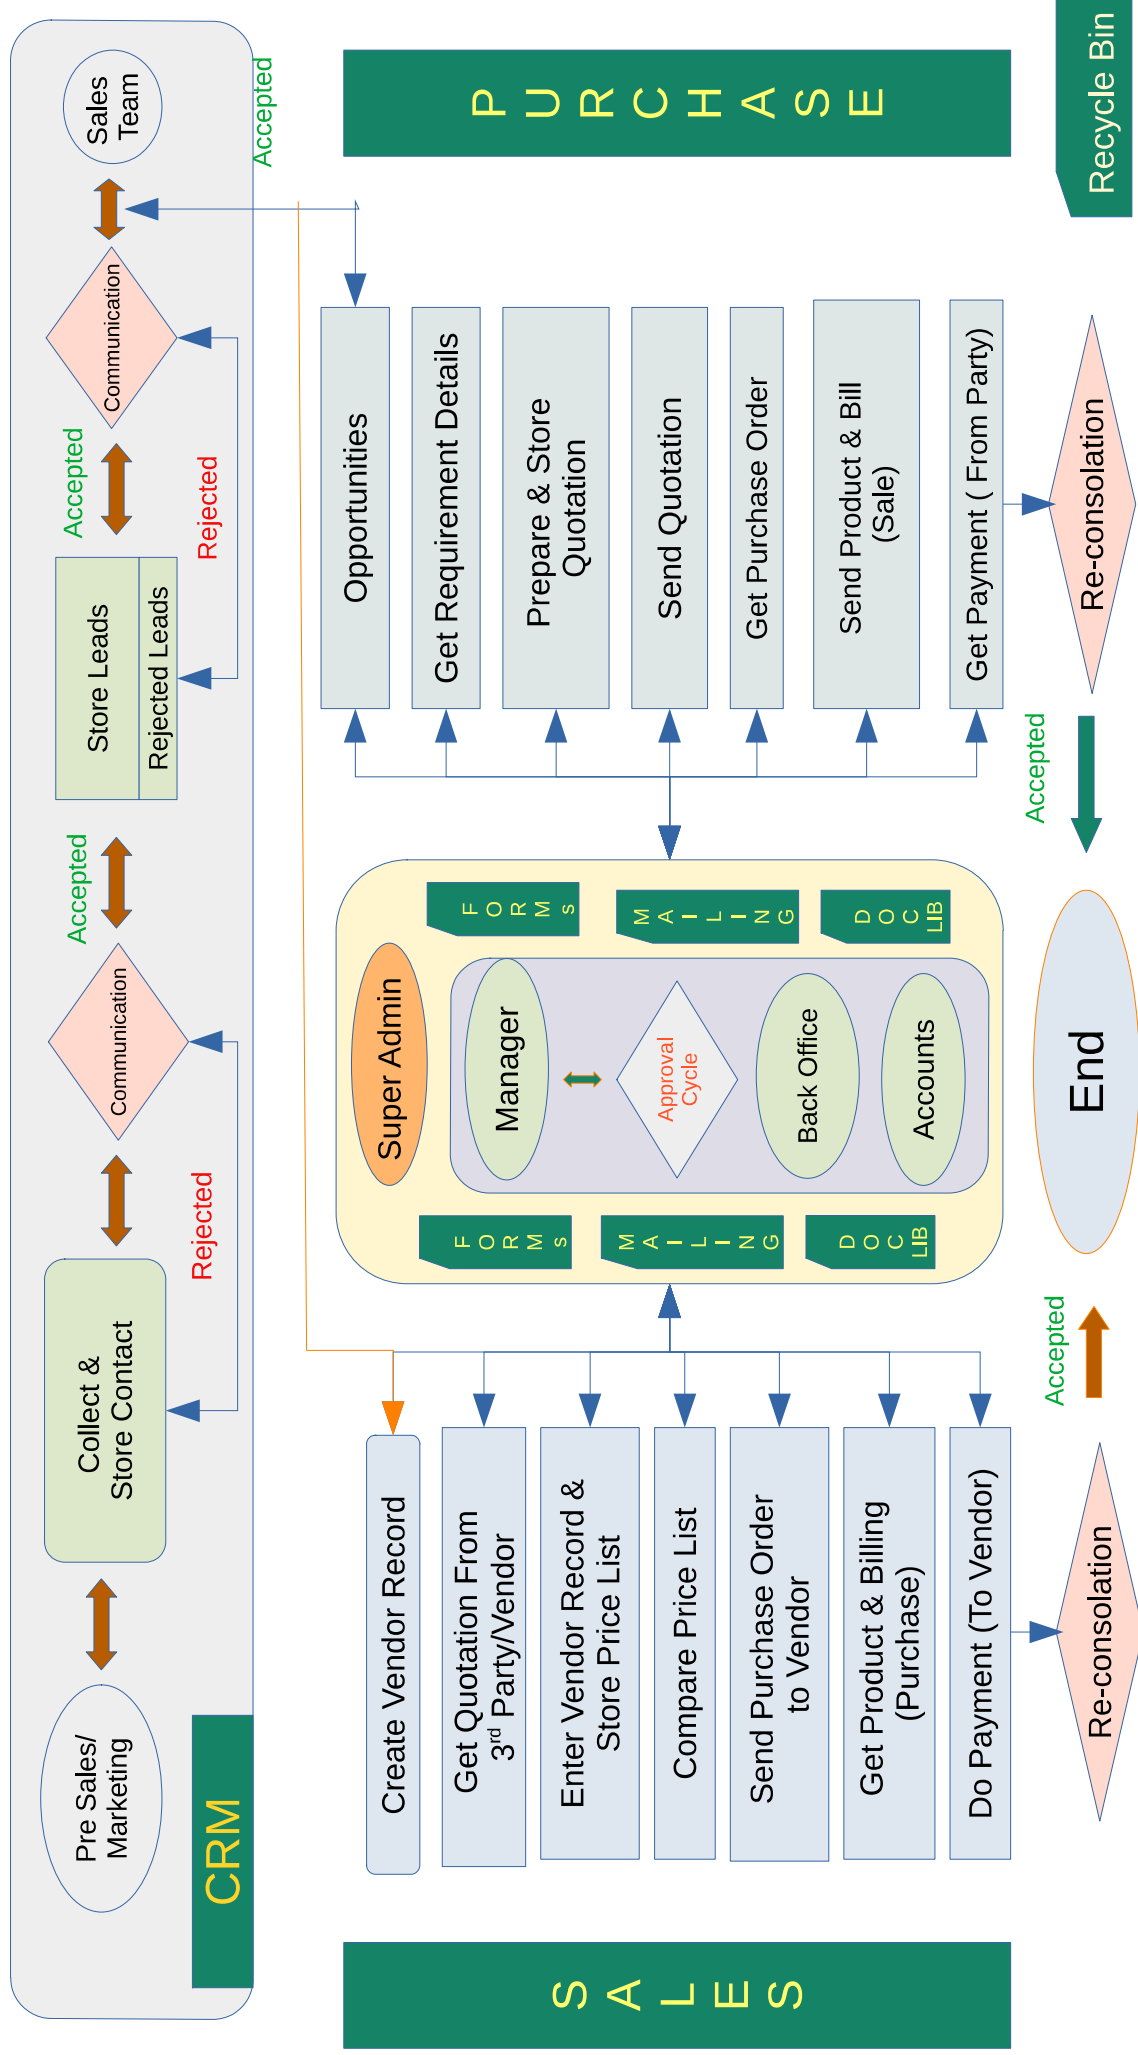 Pre Sales/
Marketing
Collect &
Store Contact
Communication
Accepted
Rejected
Store Leads
Rejected Leads
Accepted
Communication
Rejected
Sales
Team
Accepted
CRM
SALES
Create Vendor Record
Get Quotation From
3rd Party/Vendor
Enter Vendor Record &
Store Price List
Compare Price List
Send Purchase Order
to Vendor
Get Product & Billing
(Purchase)
Do Payment (To Vendor)
Re-consolation
Accepted
FORMs
MAILING
DOC
LIB
Super Admin
Manager
Approval
Cycle
Back Office
Accounts
FORMs
MAILING
DOC
LIB
End
Opportunities
Get Requirement Details
Prepare & Store
Quotation
Send Quotation
Get Purchase Order
Send Product & Bill
(Sale)
Get Payment ( From Party)
Re-consolation
Accepted
PURCHASE
Recycle Bin